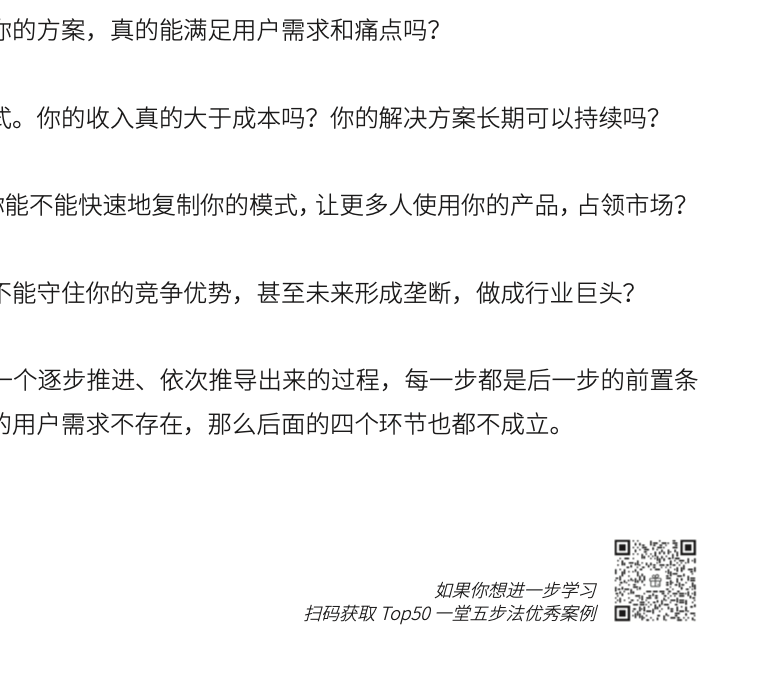 的方案，真的能满足用户需求和痛点吗？
。你的收入真的大于成本吗？你的解决方案长期可以持续吗？
能不能快速地复制你的模式，让更多人使用你的产品，占领市场？
不能守住你的竞争优势，甚至未来形成垄断，做成行业巨头？
一个逐步推进、依次推导出来的过程，每一步都是后一步的前置条
的用户需求不存在，那么后面的四个环节也都不成立。
如果你想进一步学习
扫码获取 Top50 一堂五步法优秀案例